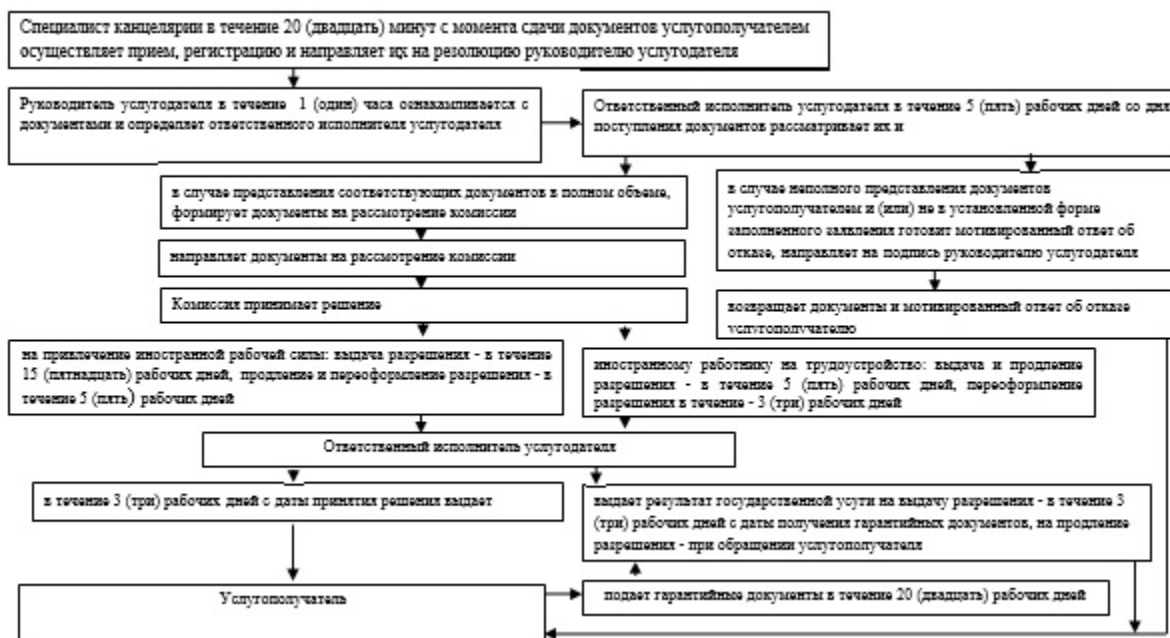 Специалист канцелярии в течение 20 (двадцать) минут с момента сдачи документов услугополучателем
осуществляет прием, регистрацию и направляет их на резолюцию руководителю услугодателя
Руководитель услугодателя в течение 1 (один) часа ознакамливается с
документами и определяет ответственного исполнителя услугодателя
Ответственный исполнитель услугодателя в течение 5 (пять) рабочих дней со дня
поступления документов рассматривает их и
в случае представления соответствующих документов в полном объеме,
формирует документы на рассмотрение комиссии
направляет документы на рассмотрение комиссии
Комиссия принимает решение
в случае неполного представления документов
услугополучателем и (или) не в установленной форме
заполненного заявления готовит мотивированный ответ об
отказе, направляет на подпись руководителю услугодателя
возвращает документы и мотивированный ответ об отказе
услугополучателю
на привлечение иностранной рабочей силы: выдача разрешения - в течение
15 (пятнадцать) рабочих дней, продление и переоформление разрешения - в
течение 5 (пять) рабочих дней
иностранному работнику на трудоустройство: выдача и продление
разрешения - в течение 5 (пять) рабочих дней, переоформление
разрешения в течение - 3 (три) рабочих дней
Ответственный исполнитель услугодателя
в течение 3 (три) рабочих дней с даты принятия решения выдает
выдает результат государственной усути на выдачу разрешения - в течение 3
(три) рабочих дней с даты получения гарантийных документов, на продление
разрешения - при обращении услугополучателя
Услугополучатель
подает гарантийные документы в течение 20 (двадцать) рабочих дней